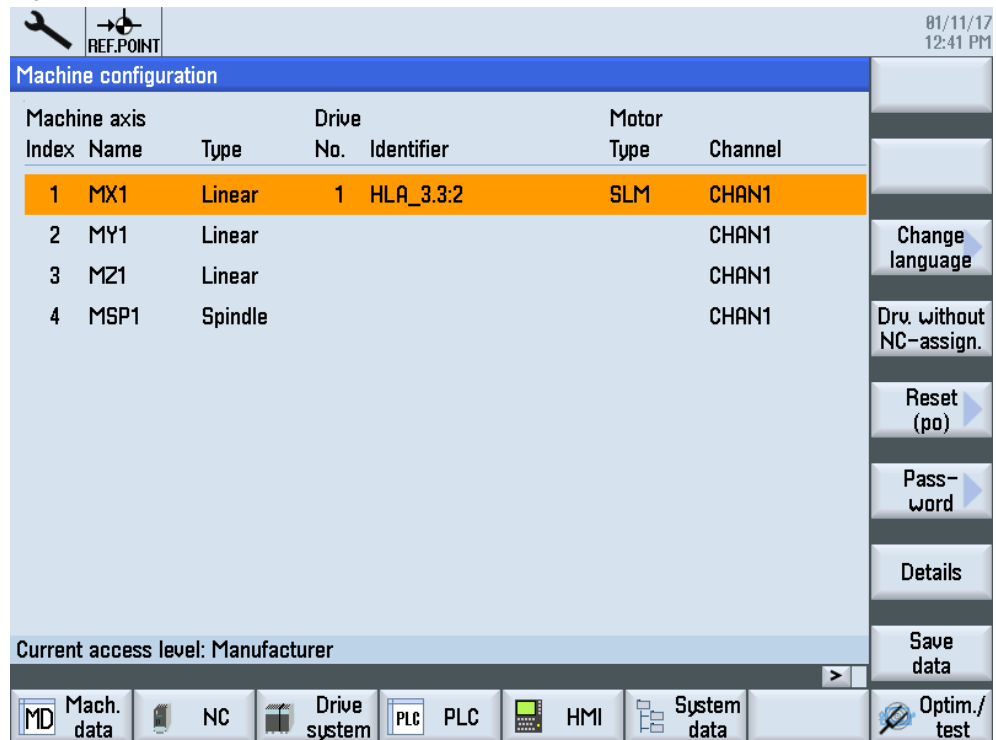 REF.POINT
01/11/17
12:41 PM
Machine configuration
Machine axis Drive Motor
Index Name Type No. Identifier Type Channel
1 MX1 Linear 1 HLA_3.3:2 SLM CHAN1
2 MY1 Linear CHAN1
3 MZ1 Linear CHAN1
4 MSP1 Spindle CHAN1
Change
language
Drv. without
NC-assign.
Reset
(po)
Pass-
word
Details
Save
data
Current access level: Manufacturer
>
MD Mach.
data
NC
Drive
system
PLC PLC
HMI
System
data
Optim./
test